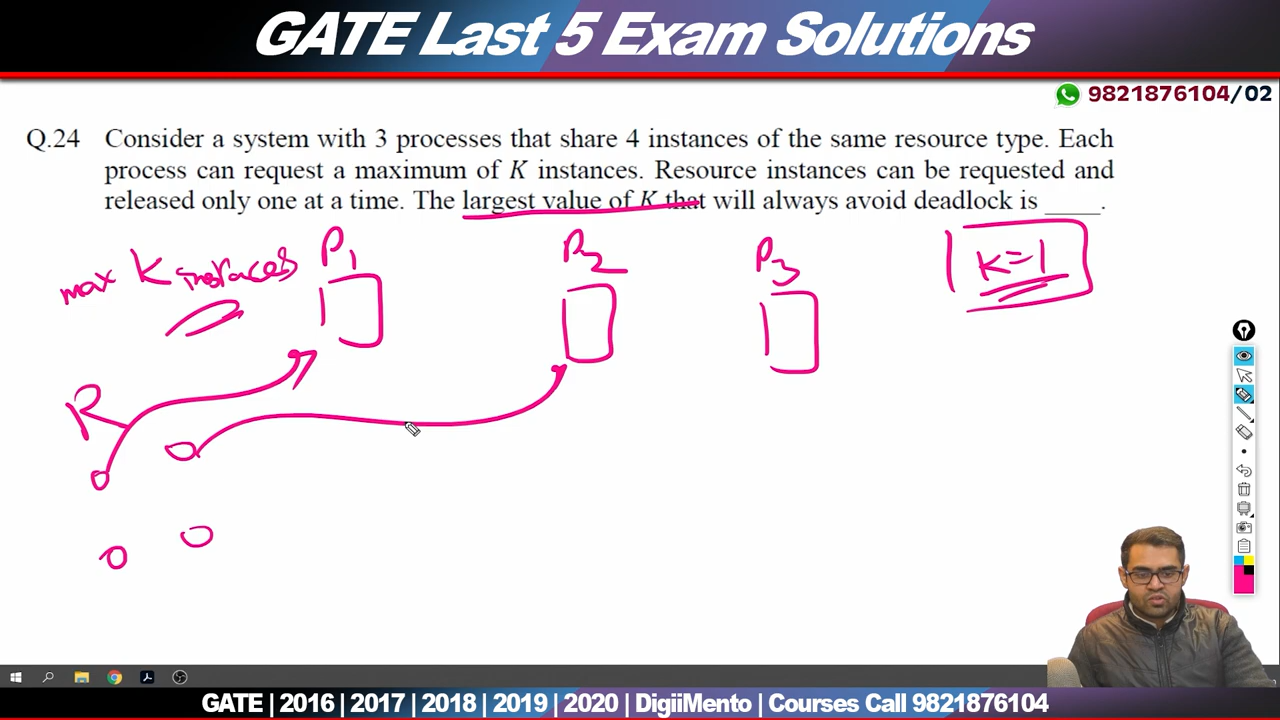 GATE Last 5 Exam Solutions
9821876104/02
Q.24 Consider a system with 3 processes that share 4 instances of the same resource type. Each
process can request a maximum of K instances. Resource instances can be requested and
released only one at a time. The largest value of K that will always avoid deadlock is ____.
max K instances
P1
P2
P3
K=1
R
GATE | 2016 | 2017 | 2018 | 2019 | 2020 | DigiiMento | Courses Call 9821876104